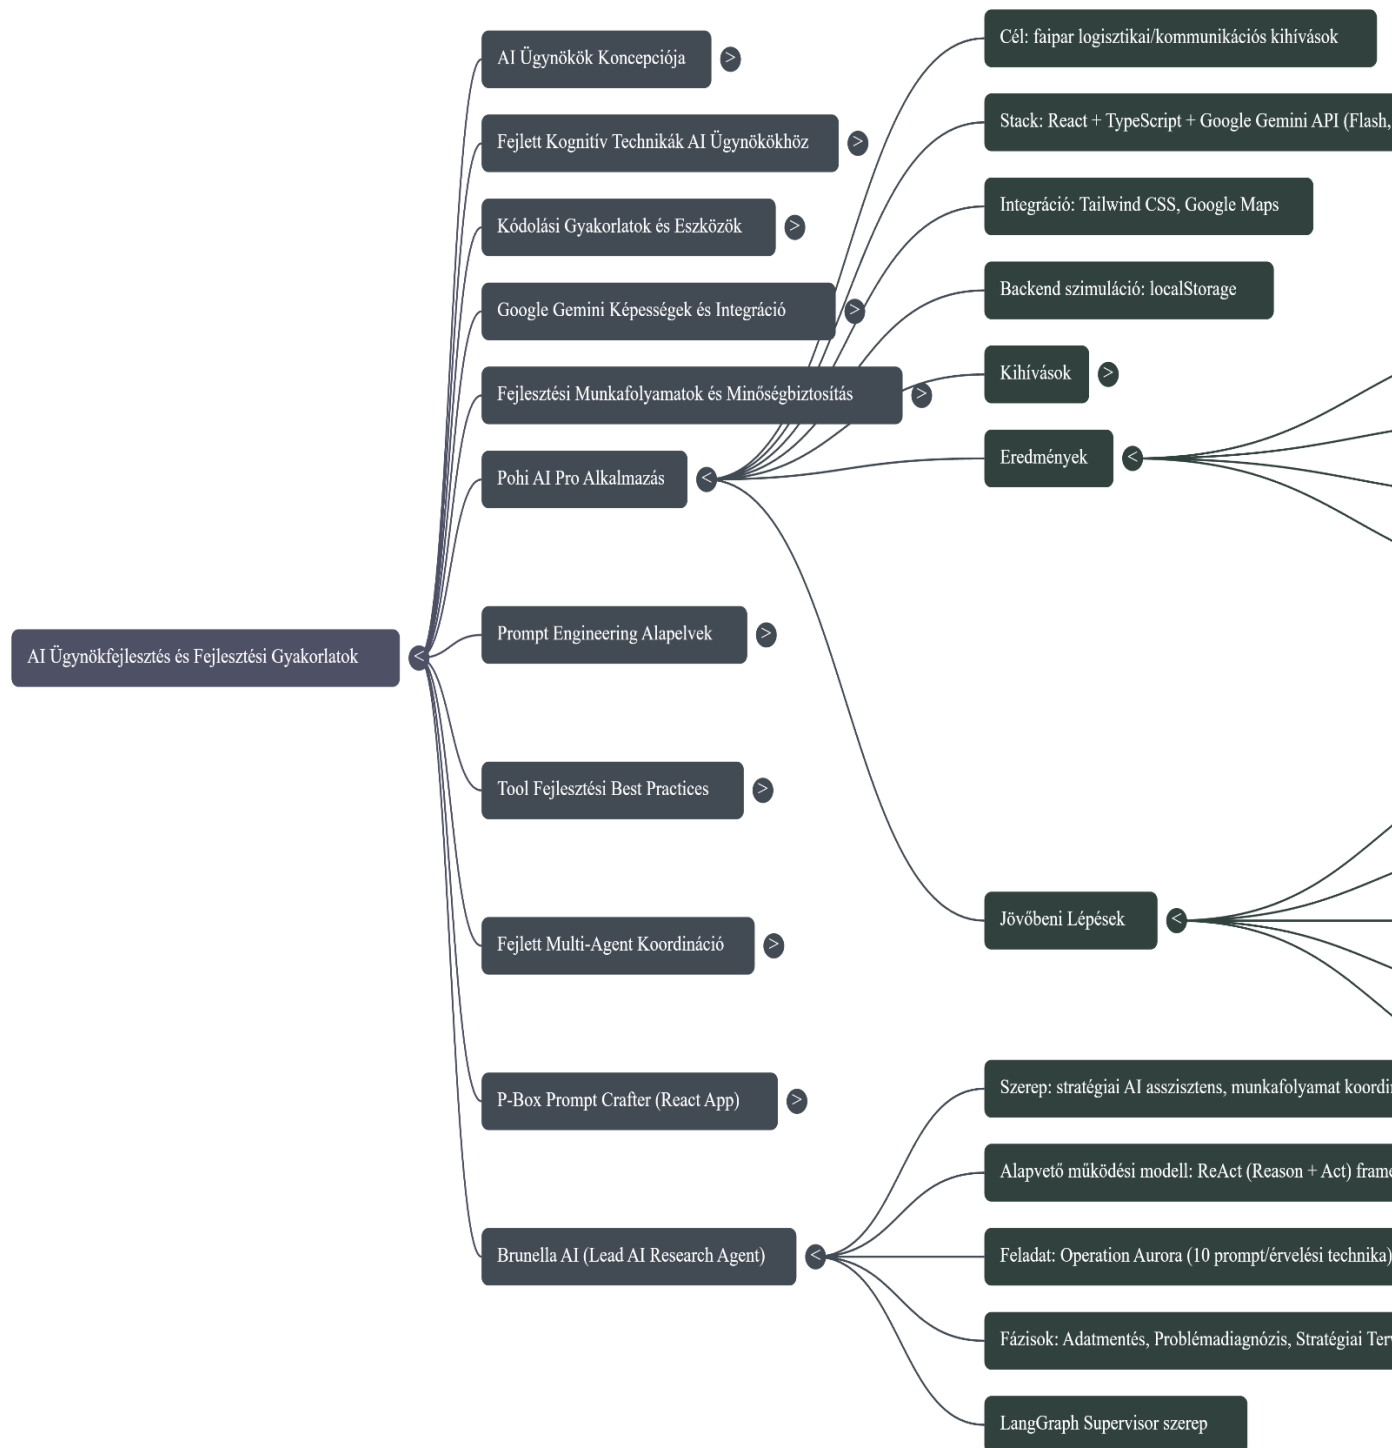 AI Ügynökfejlesztés és Fejlesztési Gyakorlatok
AI Ügynökök Koncepciója
Fejlett Kognitív Technikák AI Ügynökökhöz
Kódolási Gyakorlatok és Eszközök
Google Gemini Képességek és Integráció
Fejlesztési Munkafolyamatok és Minőségbiztosítás
Pohi AI Pro Alkalmazás
Cél: faipar logisztikai/kommunikációs kihívások
Stack: React + TypeScript + Google Gemini API (Flash,
Integráció: Tailwind CSS, Google Maps
Backend szimuláció: localStorage
Kihívások
Eredmények
Jövőbeni Lépések
Prompt Engineering Alapelvek
Tool Fejlesztési Best Practices
Fejlett Multi-Agent Koordináció
P-Box Prompt Crafter (React App)
Brunella AI (Lead AI Research Agent)
Szerep: stratégiai AI asszisztens, munkafolyamat
Alapvető működési modell: ReAct (Reason + Act)
Feladat: Operation Aurora (10 prompt/érvelési technika)
Fázisok: Adatmentés, Problémadiagnózis, Stratégiai
LangGraph Supervisor szerep